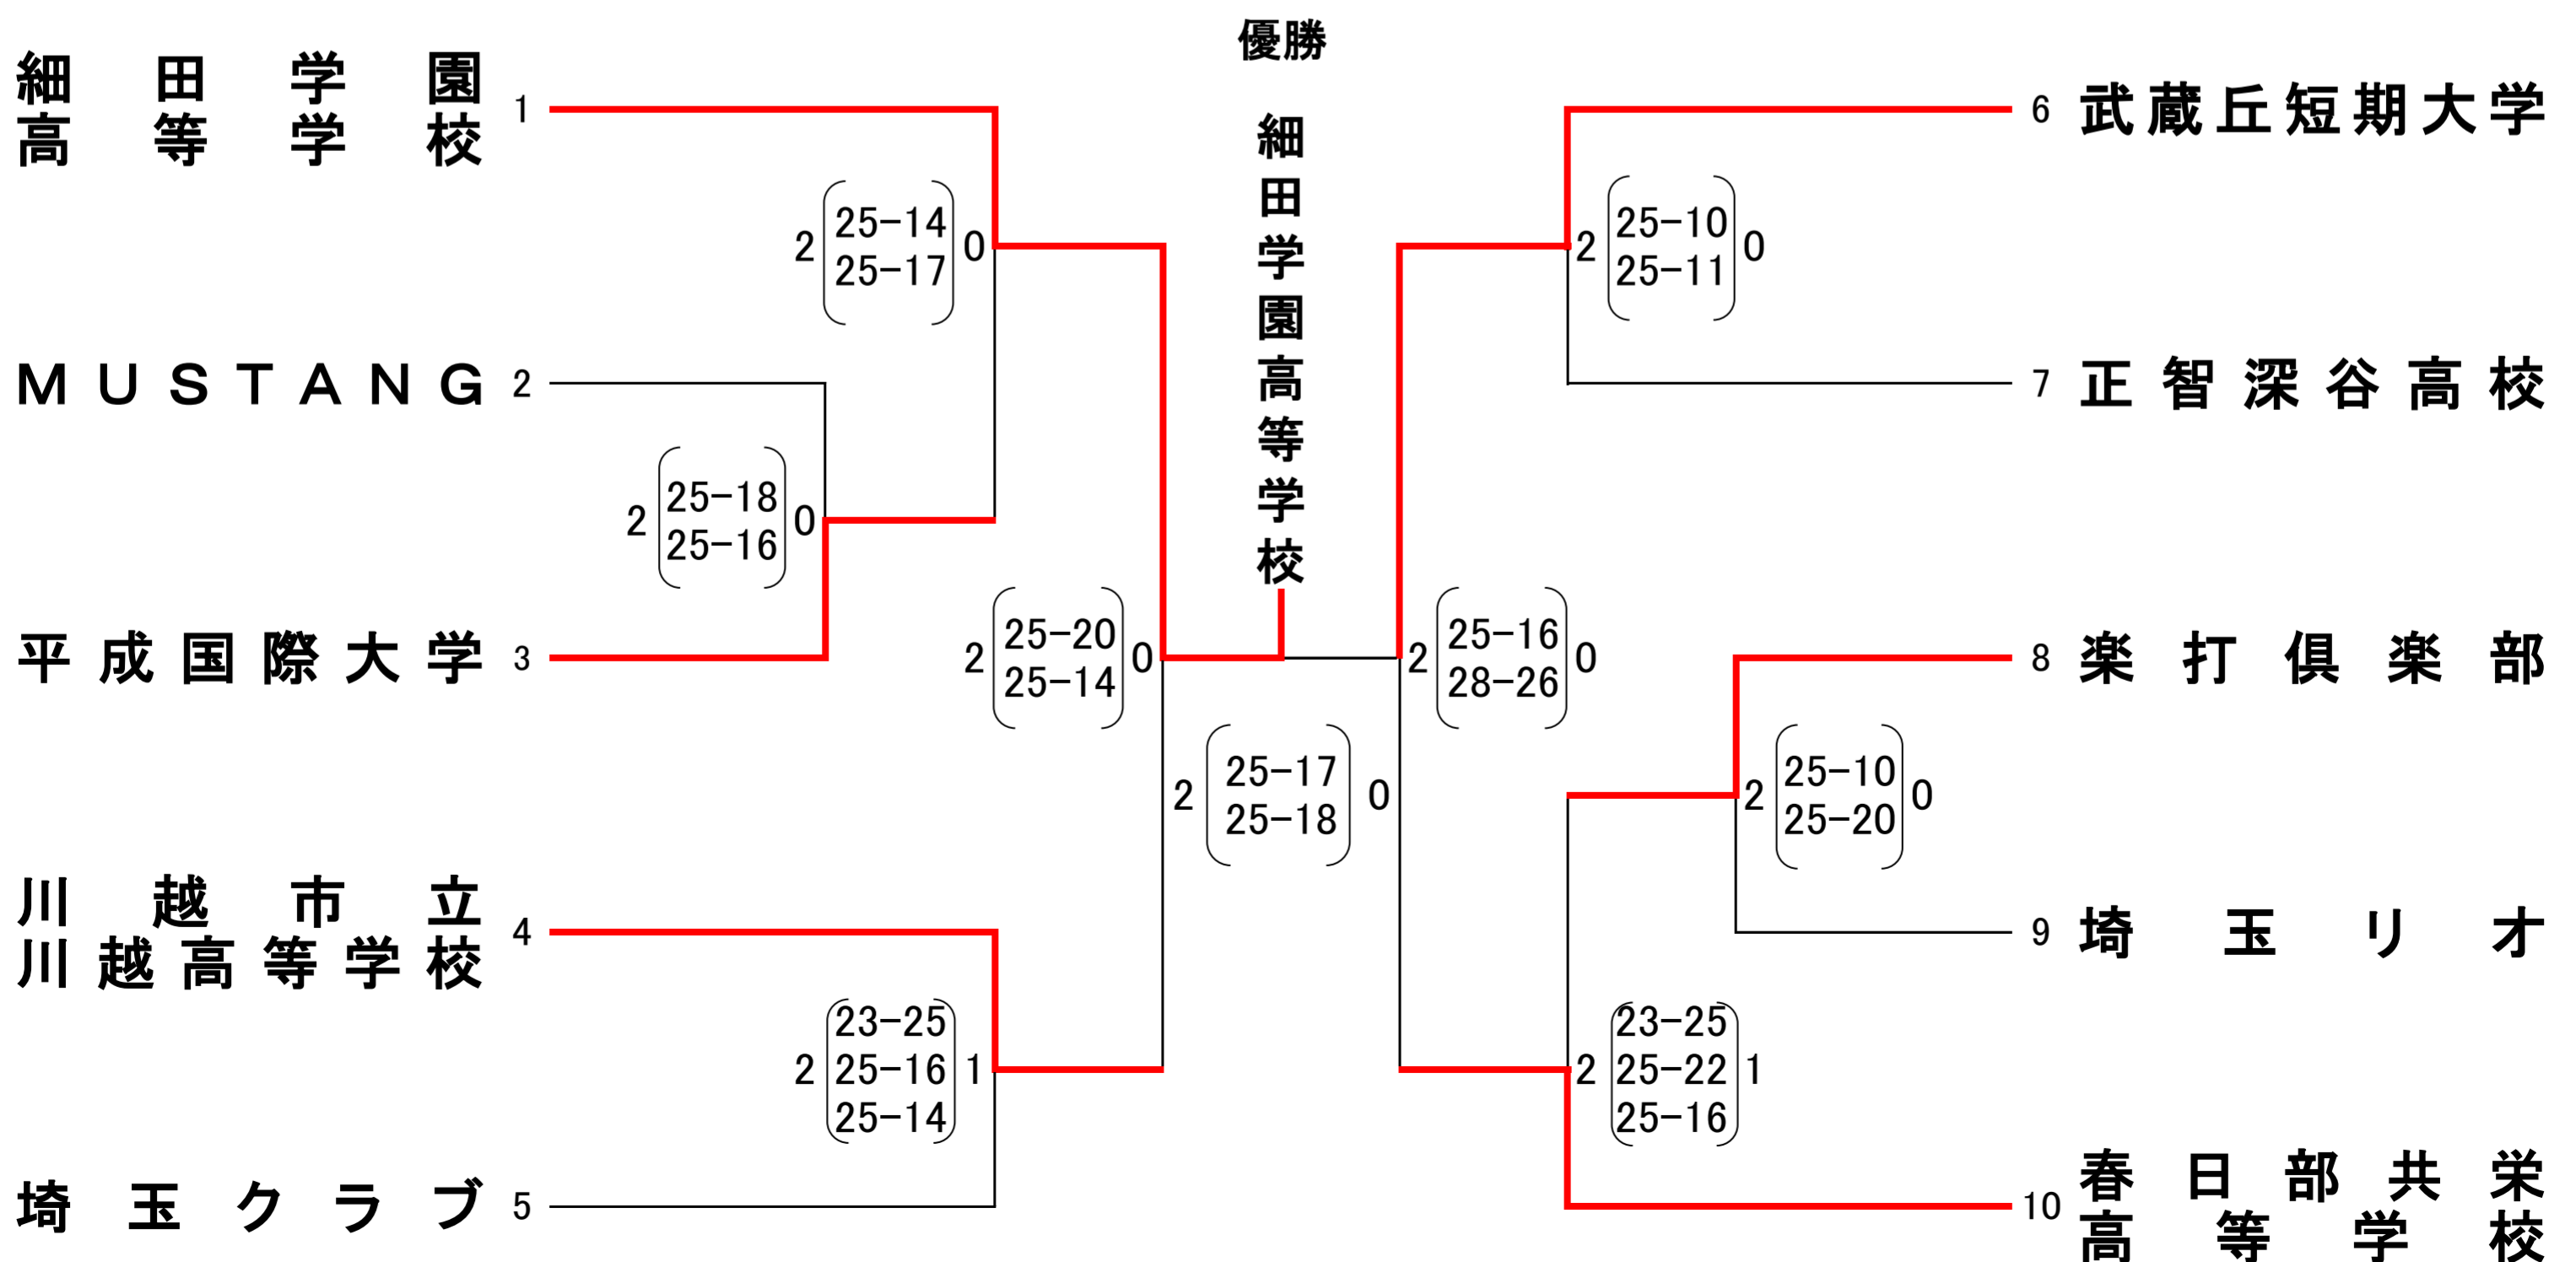 優勝
細田学園高等学校
細田学園
高等学校
1
MUSTANG
2
平成国際大学
3
川越市立
川越高等学校
4
埼玉クラブ
5
2 25-14 0
25-17
2 25-18 0
25-16
2 25-20 0
25-14
2 23-25 1
25-16
25-14
2 25-17 0
25-18
6 武蔵丘短期大学
7 正智深谷高校
8 楽打倶楽部
9 埼玉リオ
10 春日部共栄
高等学校
2 25-10 0
25-11
2 25-16 0
28-26
2 25-10 0
25-20
2 23-25 1
25-22
25-16